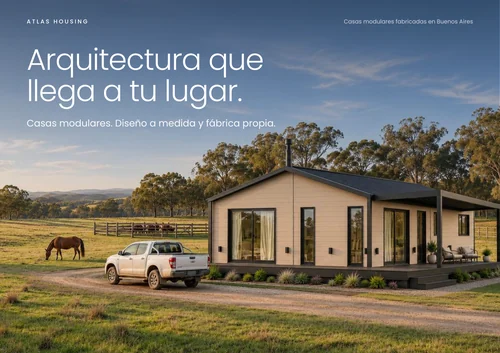 ATLAS HOUSING
Casas modulares fabricadas en Buenos Aires
Arquitectura que
llega a tu lugar.
Casas modulares. Diseño a medida y fábrica propia.